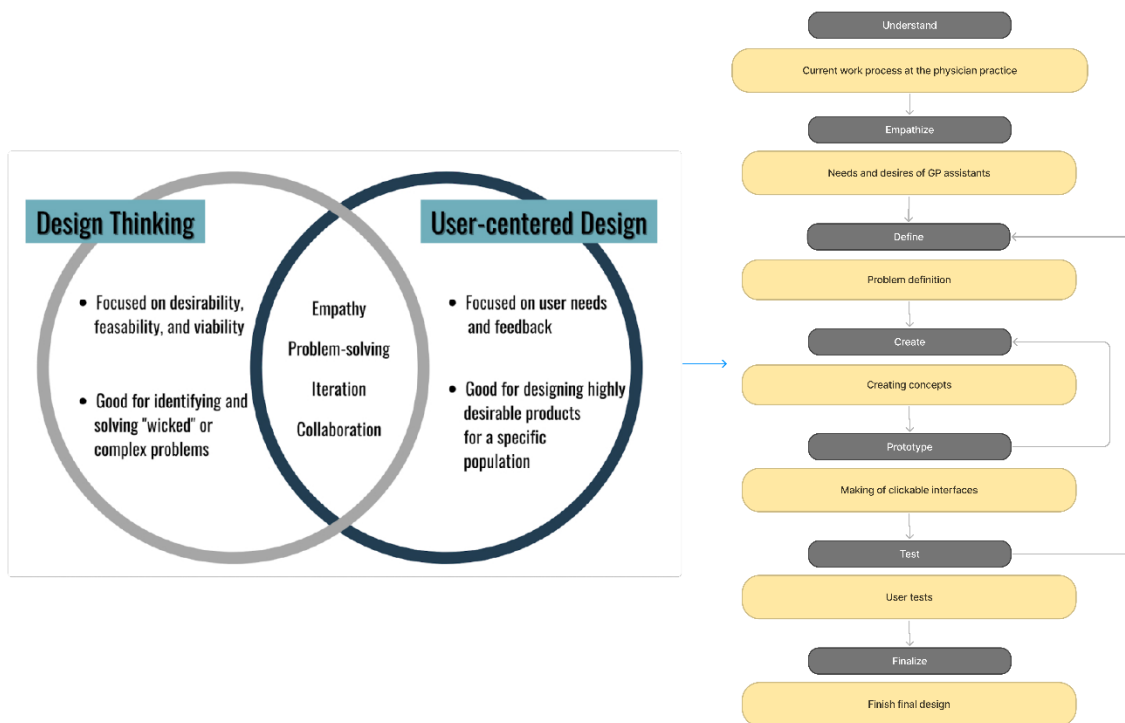 Design Thinking
• Focused on desirability,
feasability, and viability
• Good for identifying and
solving "wicked" or
complex problems
Empathy
Problem-solving
Iteration
Collaboration
User-centered Design
• Focused on user needs
and feedback
• Good for designing highly
desirable products
for a specific
population
Understand
Current work process at the physician practice
Empathize
Needs and desires of GP assistants
Define
Problem definition
Create
Creating concepts
Prototype
Making of clickable interfaces
Test
User tests
Finalize
Finish final design